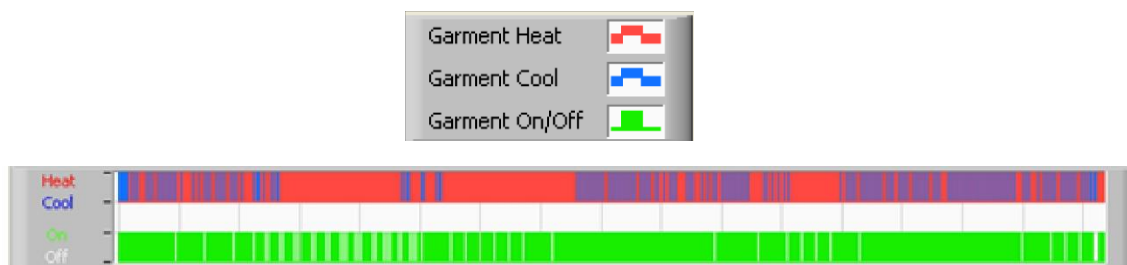 Garment Heat
Garment Cool
Garment On/Off
Heat
Cool
On
Off